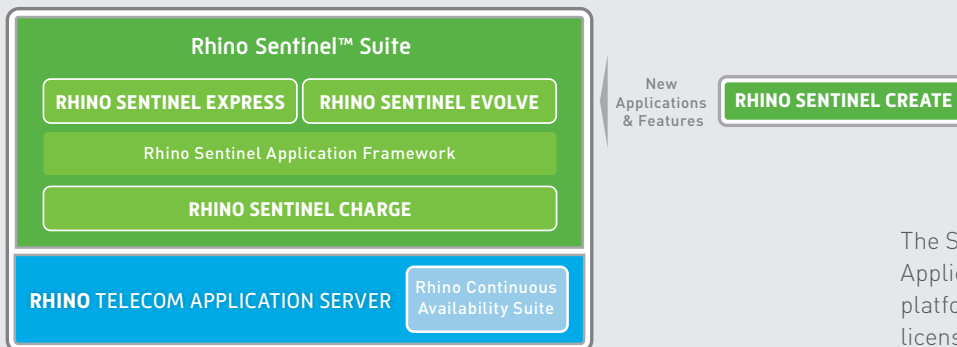 Rhino Sentinel™ Suite
RHINO SENTINEL EXPRESS
RHINO SENTINEL EVOLVE
Rhino Sentinel Application Framework
RHINO SENTINEL CHARGE
RHINO TELECOM APPLICATION SERVER
Rhino Continuous
Availability Suite
New
Applications
& Features
RHINO SENTINEL CREATE
The